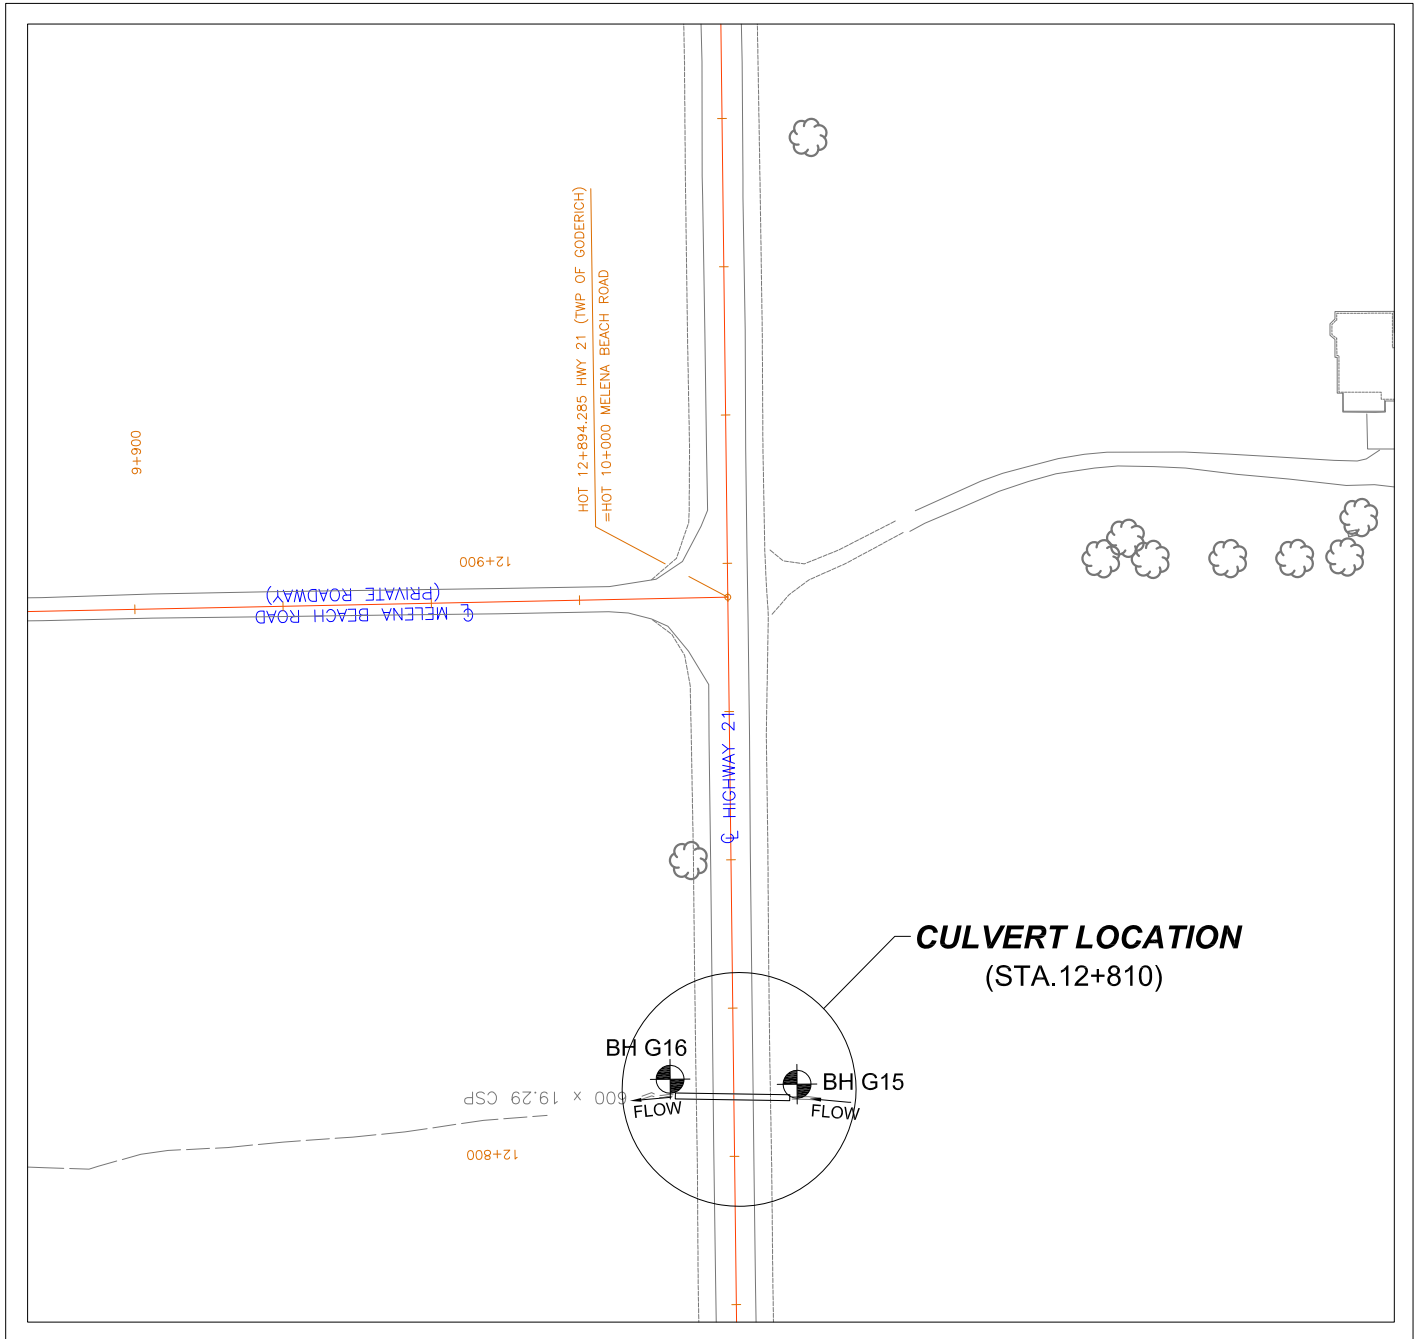 HOT 12+894.285 HWY 21 (TWP OF GODERICH)
=HOT 10+000 MELENA BEACH ROAD
9+900
12+900
℄ MELENA BEACH ROAD
(PRIVATE ROADWAY)
℄ HIGHWAY 21
CULVERT LOCATION
(STA.12+810)
BH G16
BH G15
600 x 19.29 CSP
FLOW
FLOW
12+800